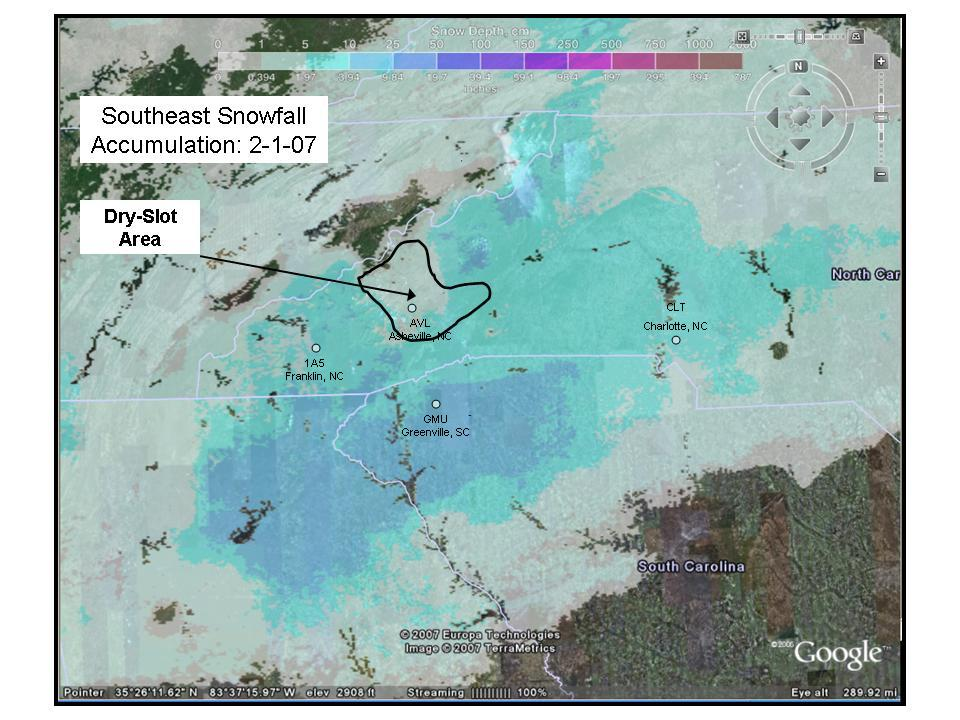 Snow Depth, cm
0 1 5 10 25 50 100 150 250 500 750 1000 2000
0 0.394 1.97 3.94 9.84 19.7 39.4 59.1 98.4 197 295 394 787
inches
N
Southeast Snowfall
Accumulation: 2-1-07
Dry-Slot
Area
North Car
CLT
Charlotte, NC
AVL
Asheville, NC
1A5
Franklin, NC
GMU
Greenville, SC
South Carolina
© 2007 Europa Technologies
Image © 2007 TerraMetrics
Google™
Pointer 35°26'11.62" N 83°37'15.97" W elev 2908 ft Streaming |||||||||| 100% Eye alt 289.92 mi